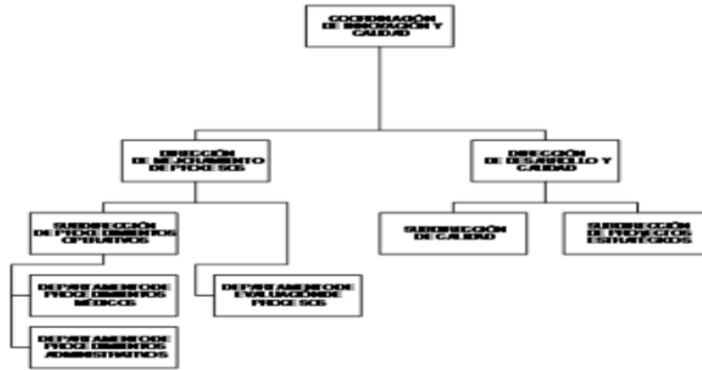 COORDINACIÓN
DE INNOVACIÓN Y
CALIDAD
DIRECCIÓN
DE MEJORAMIENTO
DE PROCESOS
DIRECCIÓN
DE DESARROLLO Y
CALIDAD
SUBDIRECCIÓN
DE PROCEDIMIENTOS
OPERATIVOS
SUBDIRECCIÓN
DE CALIDAD
SUBDIRECCIÓN
DE PROYECTOS
ESTRATÉGICOS
DEPARTAMENTO DE
PROCEDIMIENTOS
MÉDICOS
DEPARTAMENTO DE
EVALUACIÓN DE
PROCESOS
DEPARTAMENTO DE
PROCEDIMIENTOS
ADMINISTRATIVOS